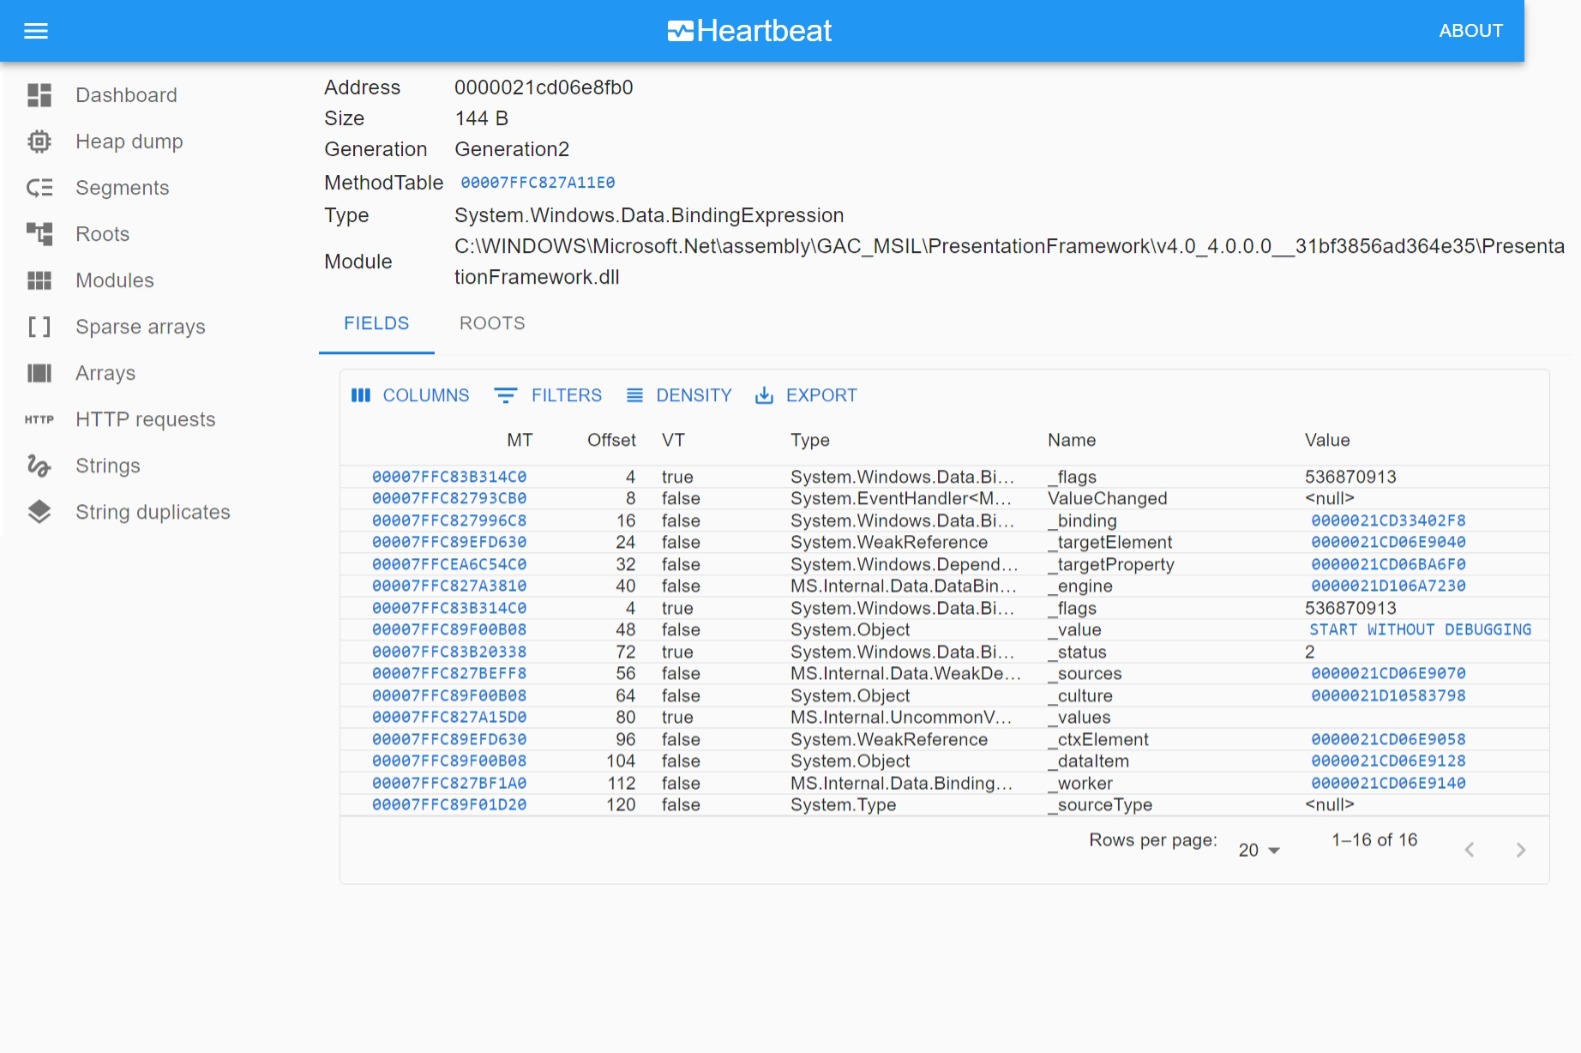 Heartbeat
ABOUT
Dashboard
Heap dump
Segments
Roots
Modules
Sparse arrays
Arrays
HTTP HTTP requests
Strings
String duplicates
Address 0000021cd06e8fb0
Size 144 B
Generation Generation2
MethodTable 00007FFC827A11E0
Type System.Windows.Data.BindingExpression
Module C:\WINDOWS\Microsoft.Net\assembly\GAC_MSIL\PresentationFramework\v4.0_4.0.0.0__31bf3856ad364e35\Presenta
tionFramework.dll
FIELDS ROOTS
COLUMNS FILTERS DENSITY EXPORT
MT Offset VT Type Name Value
00007FFC83B314C0 4 true System.Windows.Data.Bi... _flags 536870913
00007FFC82793CB0 8 false System.EventHandler<M... ValueChanged <null>
00007FFC827996C8 16 false System.Windows.Data.Bi... _binding 0000021CD33402F8
00007FFC89EFD630 24 false System.WeakReference _targetElement 0000021CD06E9040
00007FFCEA6C54C0 32 false System.Windows.Depend... _targetProperty 0000021CD06BA6F0
00007FFC827A3810 40 false MS.Internal.Data.DataBin... _engine 0000021D106A7230
00007FFC83B314C0 4 true System.Windows.Data.Bi... _flags 536870913
00007FFC89F00B08 48 false System.Object _value START WITHOUT DEBUGGING
00007FFC83B20338 72 true System.Windows.Data.Bi... _status 2
00007FFC827BEFF8 56 false MS.Internal.Data.WeakDe... _sources 0000021CD06E9070
00007FFC89F00B08 64 false System.Object _culture 0000021D10583798
00007FFC827A15D0 80 true MS.Internal.UncommonV... _values
00007FFC89EFD630 96 false System.WeakReference _ctxElement 0000021CD06E9058
00007FFC89F00B08 104 false System.Object _dataItem 0000021CD06E9128
00007FFC827BF1A0 112 false MS.Internal.Data.Binding... _worker 0000021CD06E9140
00007FFC89F01D20 120 false System.Type _sourceType <null>
Rows per page: 20 1–16 of 16